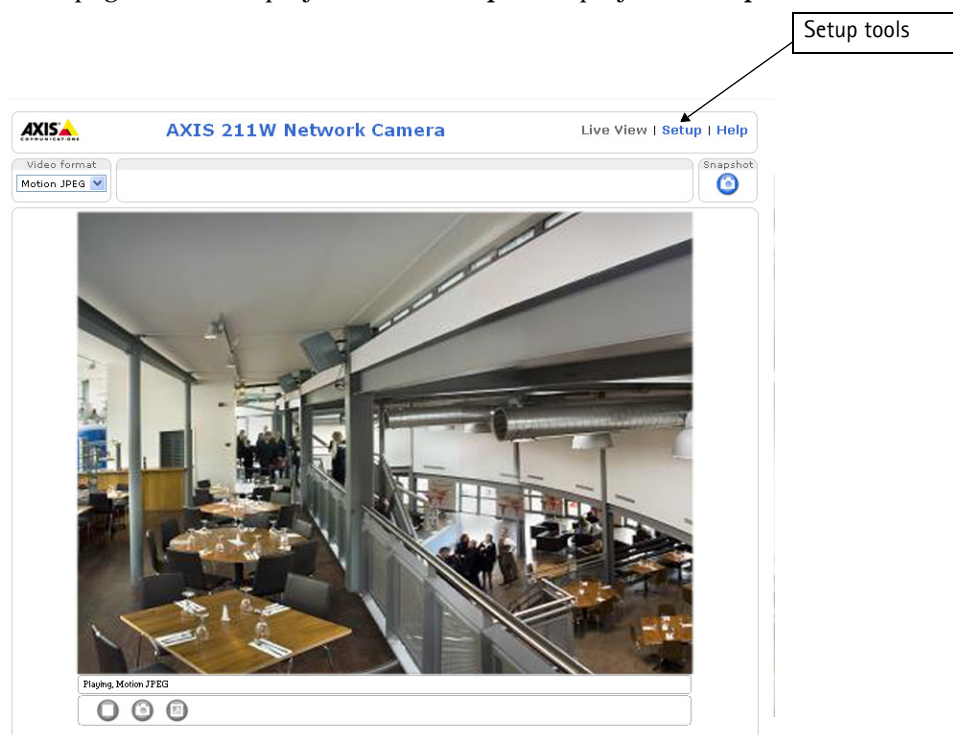 Setup tools
AXIS
COMMUNICATIONS
AXIS 211W Network Camera
Live View | Setup | Help
Video format
Snapshot
Motion JPEG
Playing, Motion JPEG